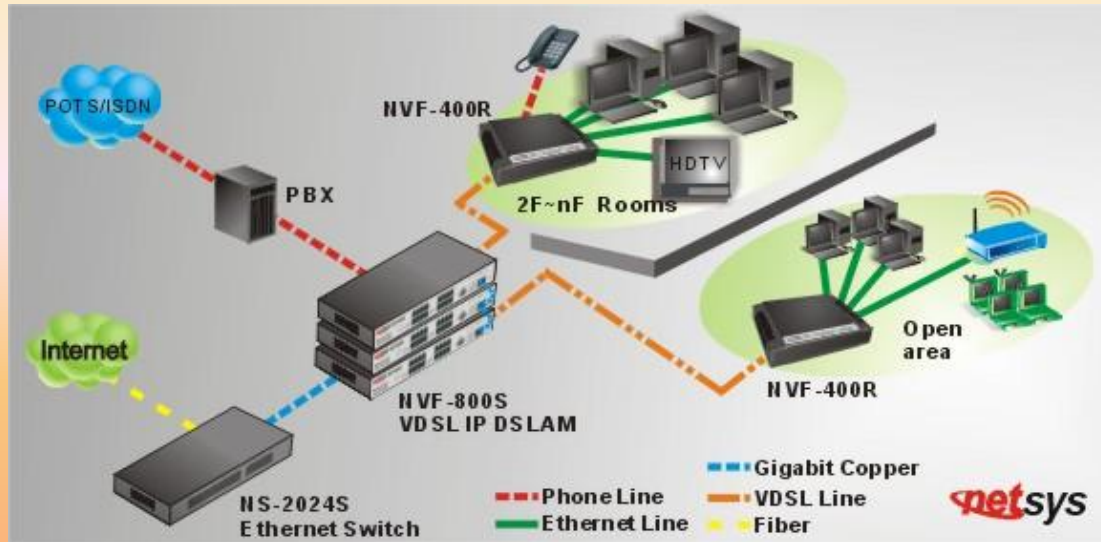 POTS/ISDN
PBX
NVF-400R
HDTV
2F~nF Rooms
Internet
NVF-800S
VDSL IP DSLAM
Open
area
NVF-400R
NS-2024S
Ethernet Switch
Phone Line
Ethernet Line
Gigabit Copper
VDSL Line
Fiber
netsys